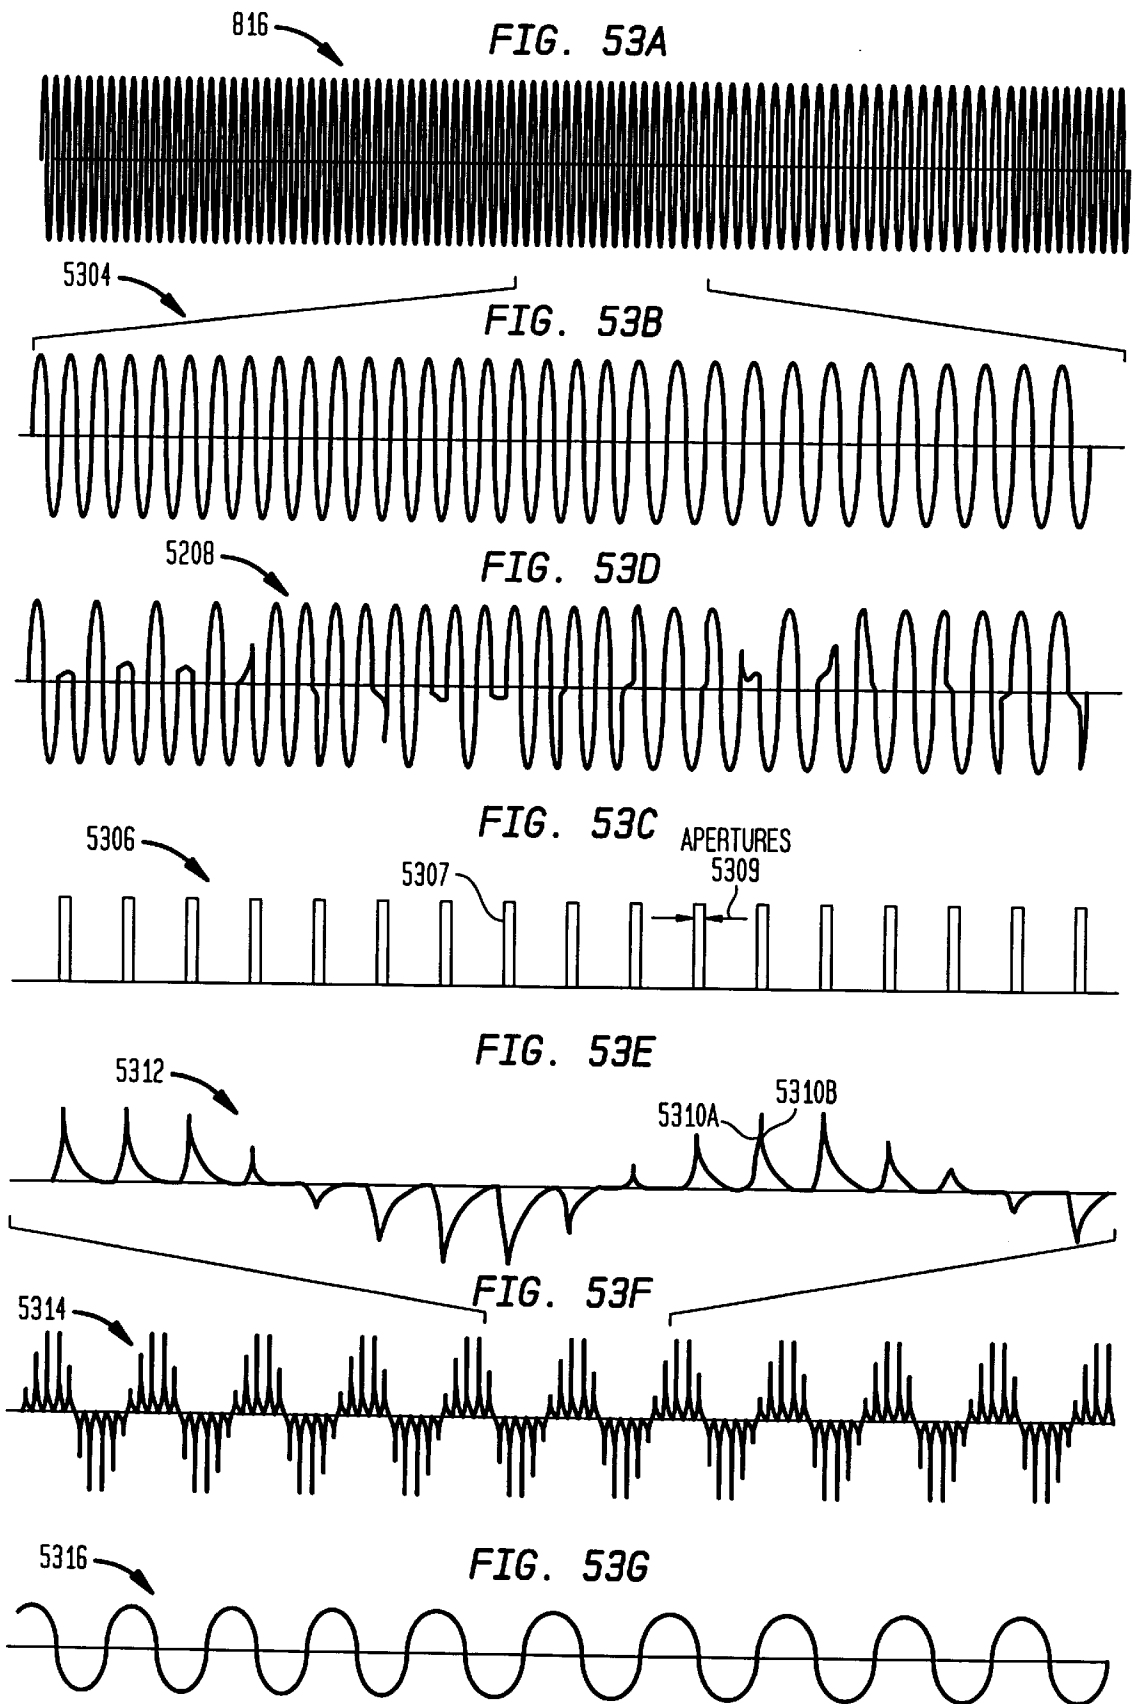 816
FIG. 53A
5304
FIG. 53B
5208
FIG. 53D
FIG. 53C
5306
5307
APERTURES
5309
FIG. 53E
5312
5310A
5310B
FIG. 53F
5314
FIG. 53G
5316